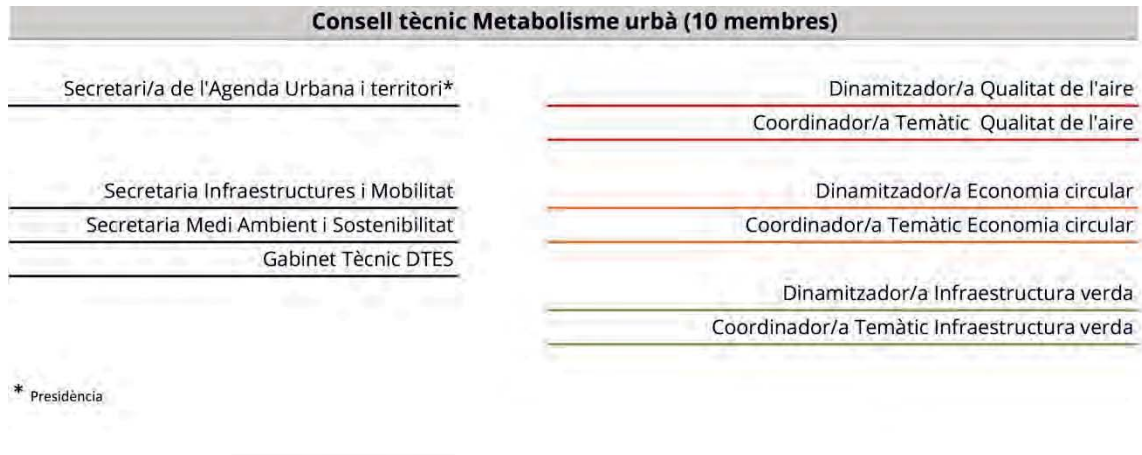 Consell tècnic Metabolisme urbà (10 membres)
Secretari/a de l'Agenda Urbana i territori*
Secretaria Infraestructures i Mobilitat
Secretaria Medi Ambient i Sostenibilitat
Gabinet Tècnic DTES
Dinamitzador/a Qualitat de l'aire
Coordinador/a Temàtic Qualitat de l'aire
Dinamitzador/a Economia circular
Coordinador/a Temàtic Economia circular
Dinamitzador/a Infraestructura verda
Coordinador/a Temàtic Infraestructura verda
* Presidència